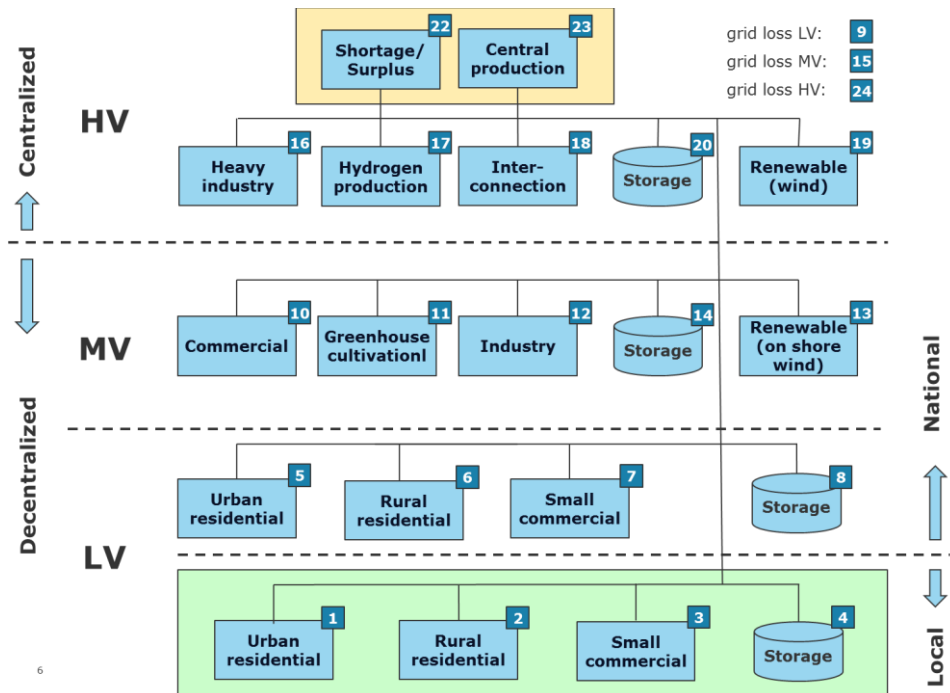 22
23
Shortage/
Surplus
Central
production
grid loss LV: 9
grid loss MV: 15
grid loss HV: 24
Centralized
HV
16
17
18
20
19
Heavy
industry
Hydrogen
production
Inter-
connection
Storage
Renewable
(wind)
10
11
12
14
13
MV
Commercial
Greenhouse
cultivationl
Industry
Storage
Renewable
(on shore
wind)
Decentralized
National
5
6
7
8
Urban
residential
Rural
residential
Small
commercial
Storage
LV
1
2
3
4
Urban
residential
Rural
residential
Small
commercial
Storage
Local
6